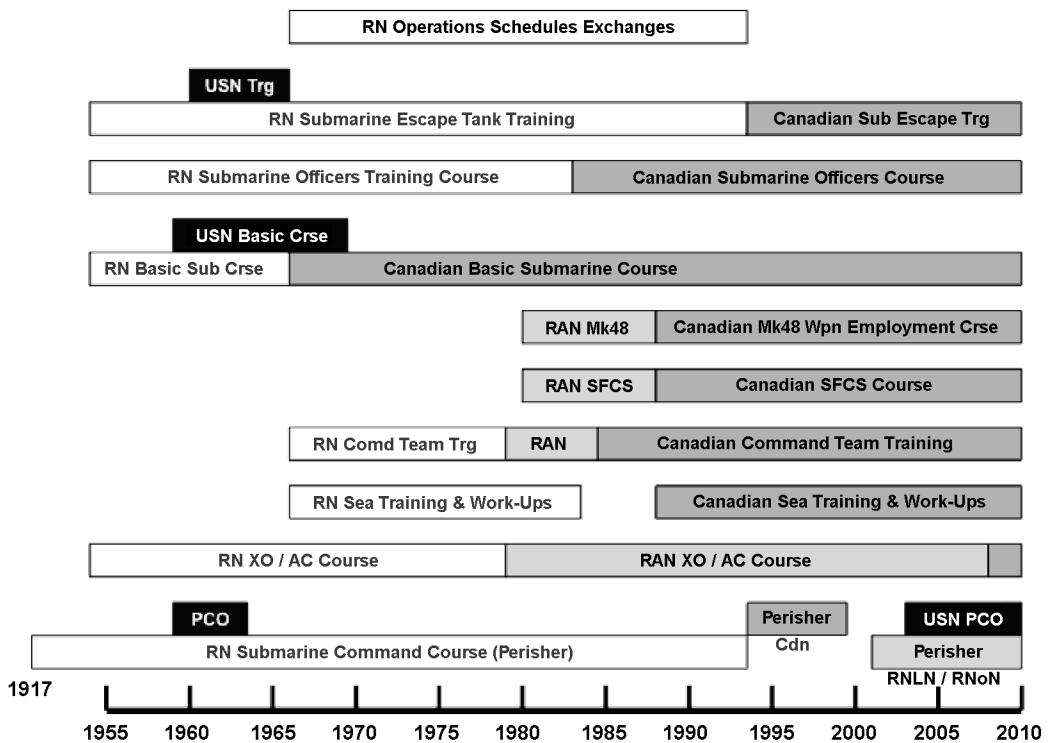 RN Operations Schedules Exchanges
USN Trg
RN Submarine Escape Tank Training
Canadian Sub Escape Trg
RN Submarine Officers Training Course
Canadian Submarine Officers Course
USN Basic Crse
RN Basic Sub Crse
Canadian Basic Submarine Course
RAN Mk48
Canadian Mk48 Wpn Employment Crse
RAN SFCS
Canadian SFCS Course
RN Comd Team Trg
RAN
Canadian Command Team Training
RN Sea Training & Work-Ups
Canadian Sea Training & Work-Ups
RN XO / AC Course
RAN XO / AC Course
PCO
Perisher
USN PCO
RN Submarine Command Course (Perisher)
Cdn
Perisher
RNLN / RNoN
1917
1955 1960 1965 1970 1975 1980 1985 1990 1995 2000 2005 2010